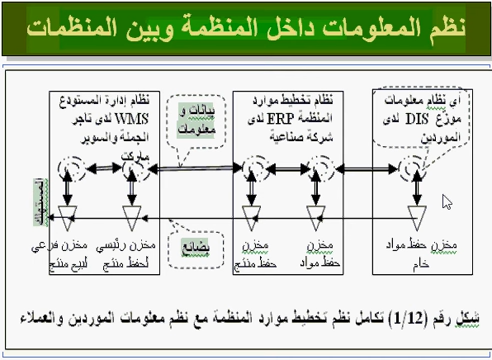 نظم المعلومات داخل المنظمة وبين المنظمات
أي نظام معلومات
موزّع DIS لدى
الموردين
نظام تخطيط موارد
المنظمة ERP لدى
شركة صناعية
بيانات و
معلومات
نظام إدارة المستودع
WMS لدى تاجر
الجملة والسوبر
ماركت
المستهلك
بضائع
مخزن حفظ مواد
خام
مخزن
حفظ مواد
مخزن
حفظ منتج
مخزن رئيسي
لحفظ منتج
مخزن فرعي
لبيع منتج
شكل رقم (1/12) تكامل نظم تخطيط موارد المنظمة مع نظم معلومات الموردين والعملاء